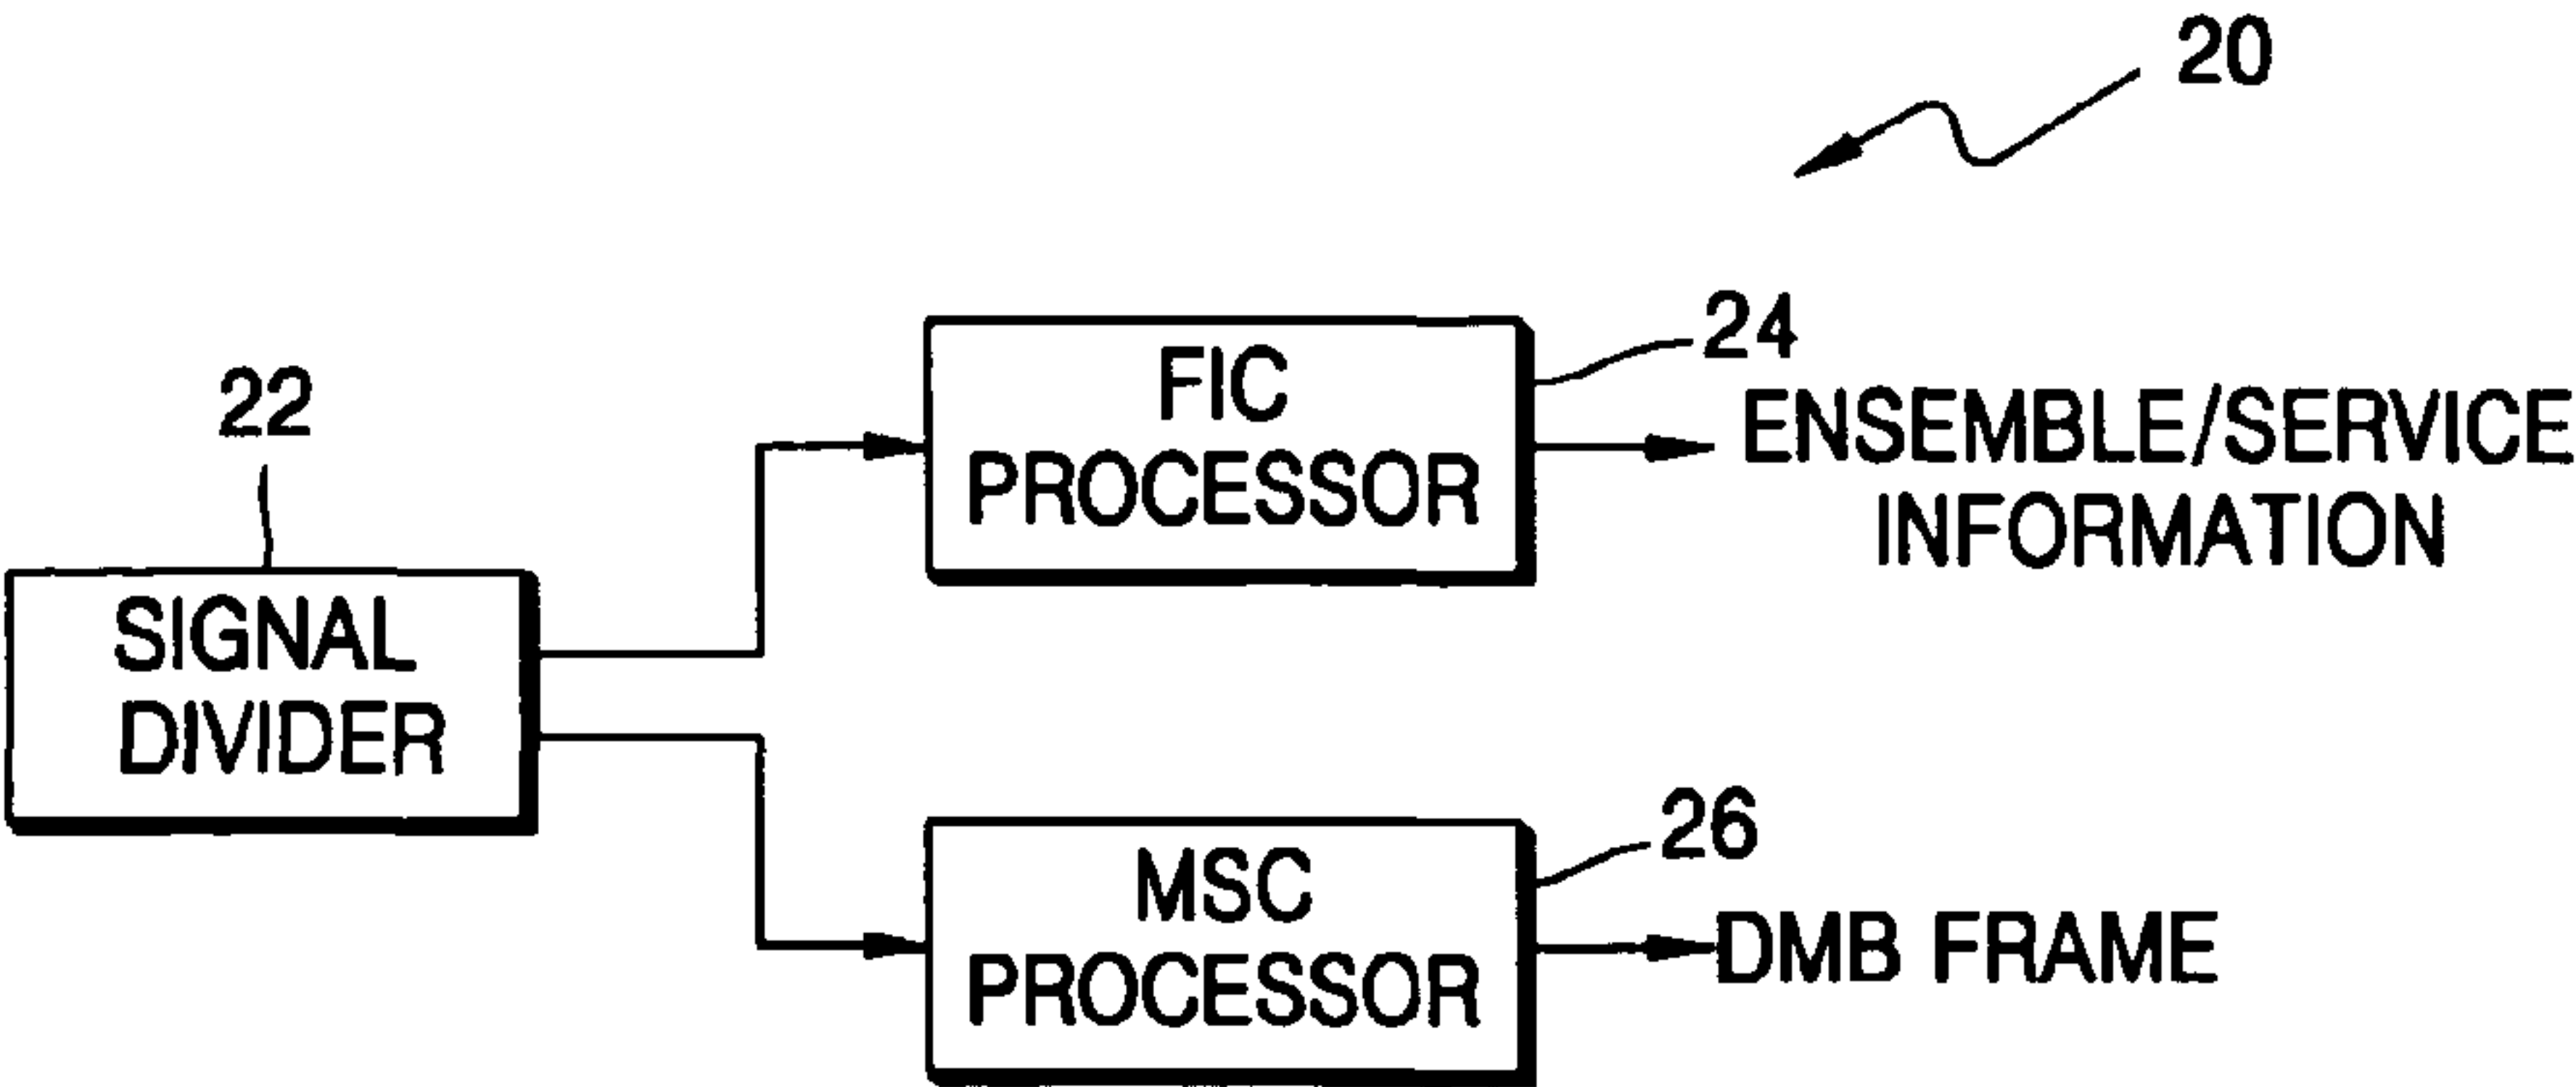 20
22
SIGNAL
DIVIDER
FIC
PROCESSOR
24
ENSEMBLE/SERVICE
INFORMATION
MSC
PROCESSOR
26
DMB FRAME